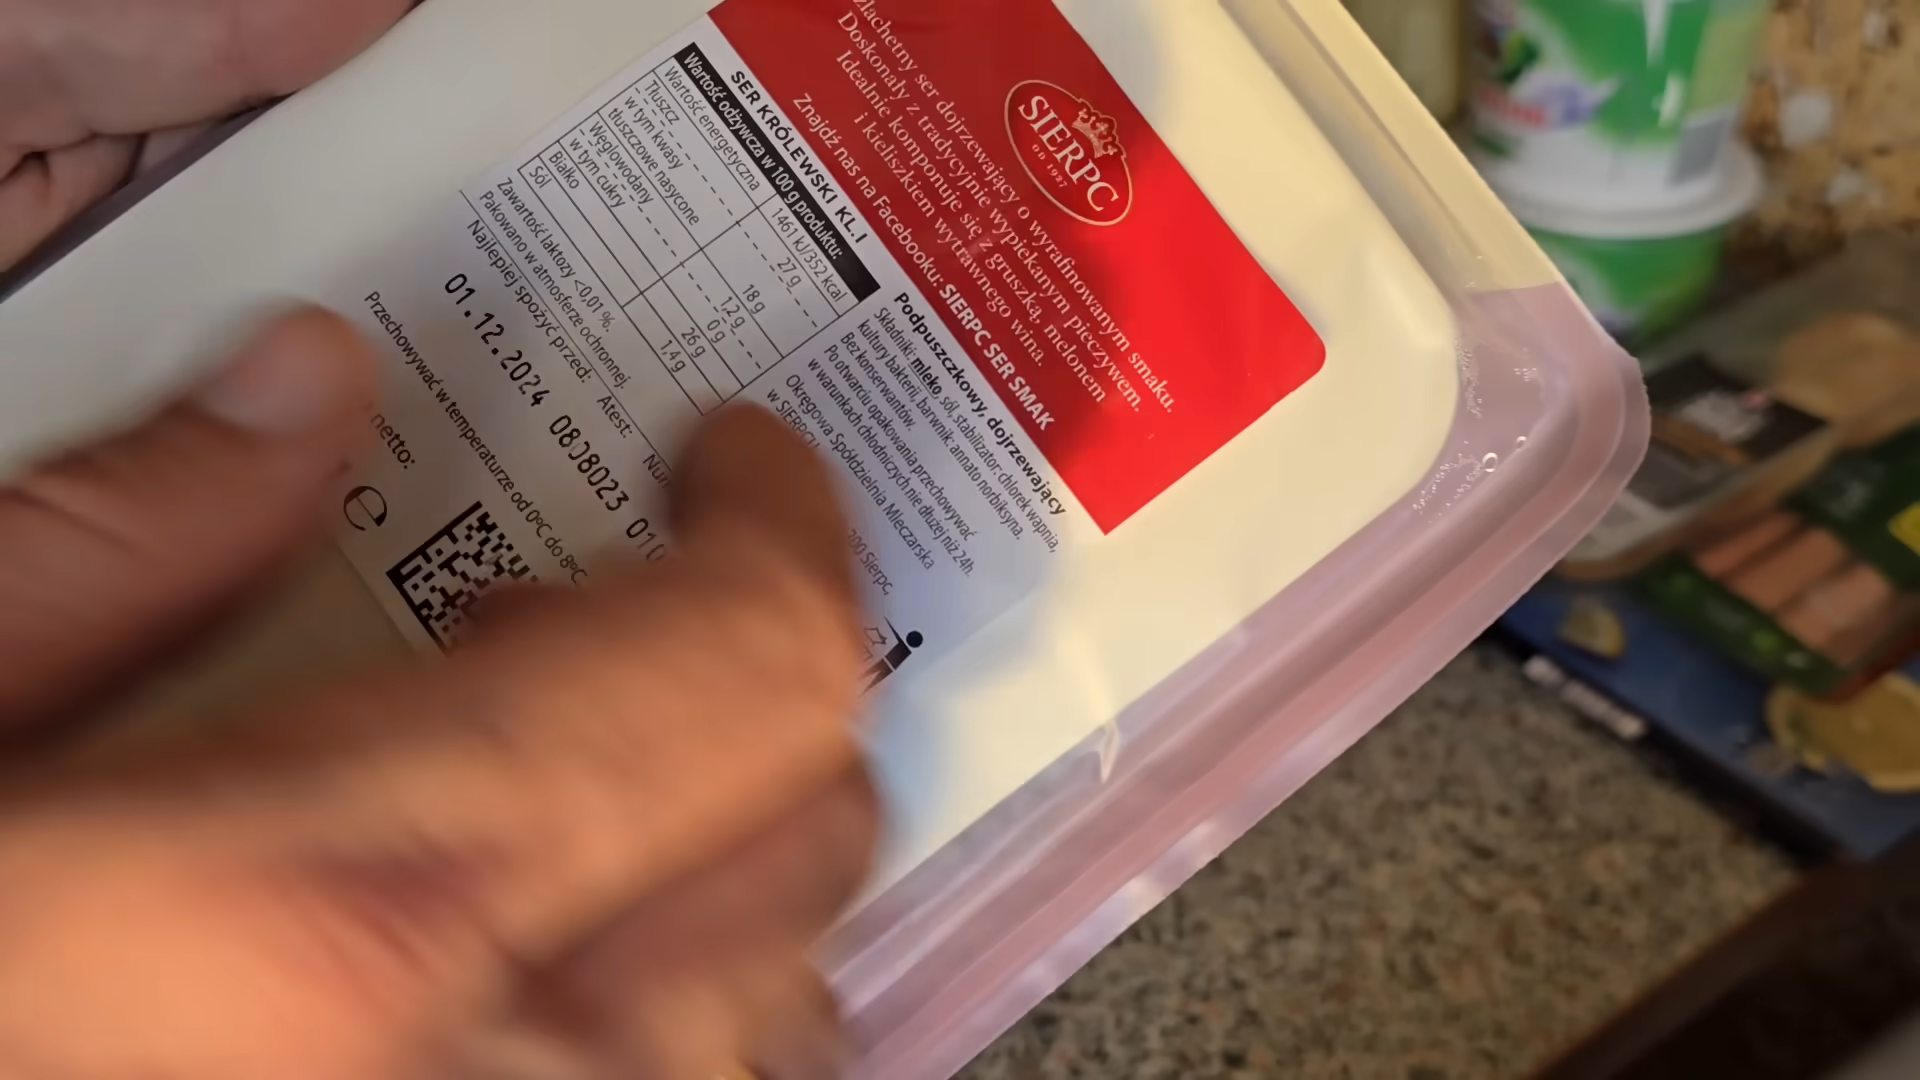 SIERPC
OD 1927
szlachetny ser dojrzewający o wyrafinowanym smaku.
Doskonały z tradycyjnie wypiekanym pieczywem.
Idealnie komponuje się z gruszką, melonem
i kieliszkiem wytrawnego wina.
Znajdź nas na Facebooku: SIERPC SER SMAK
SER KRÓLEWSKI KL.I
Wartość odżywcza w 100 g produktu:
Wartość energetyczna 1461 kJ/352 kcal
Tłuszcz 27 g
w tym kwasy
tłuszczowe nasycone 18 g
Węglowodany 1,2 g
w tym cukry 0 g
Białko 26 g
Sól 1,4 g
Zawartość laktozy <0,01 %.
Pakowano w atmosferze ochronnej.
Najlepiej spożyć przed: Atest:
01.12.2024 0808023 010
Przechowywać w temperaturze od 0°C do 8°C
netto:
e
Podpuszczkowy, dojrzewający
Składniki: mleko, sól, stabilizator: chlorek wapnia,
kultury bakterii, barwnik: annato norbiksyna.
Bez konserwantów.
Po otwarciu opakowania przechowywać
w warunkach chłodniczych nie dłużej niż 24h.
Okręgowa Spółdzielnia Mleczarska
w SIERPCU
200 Sierpc